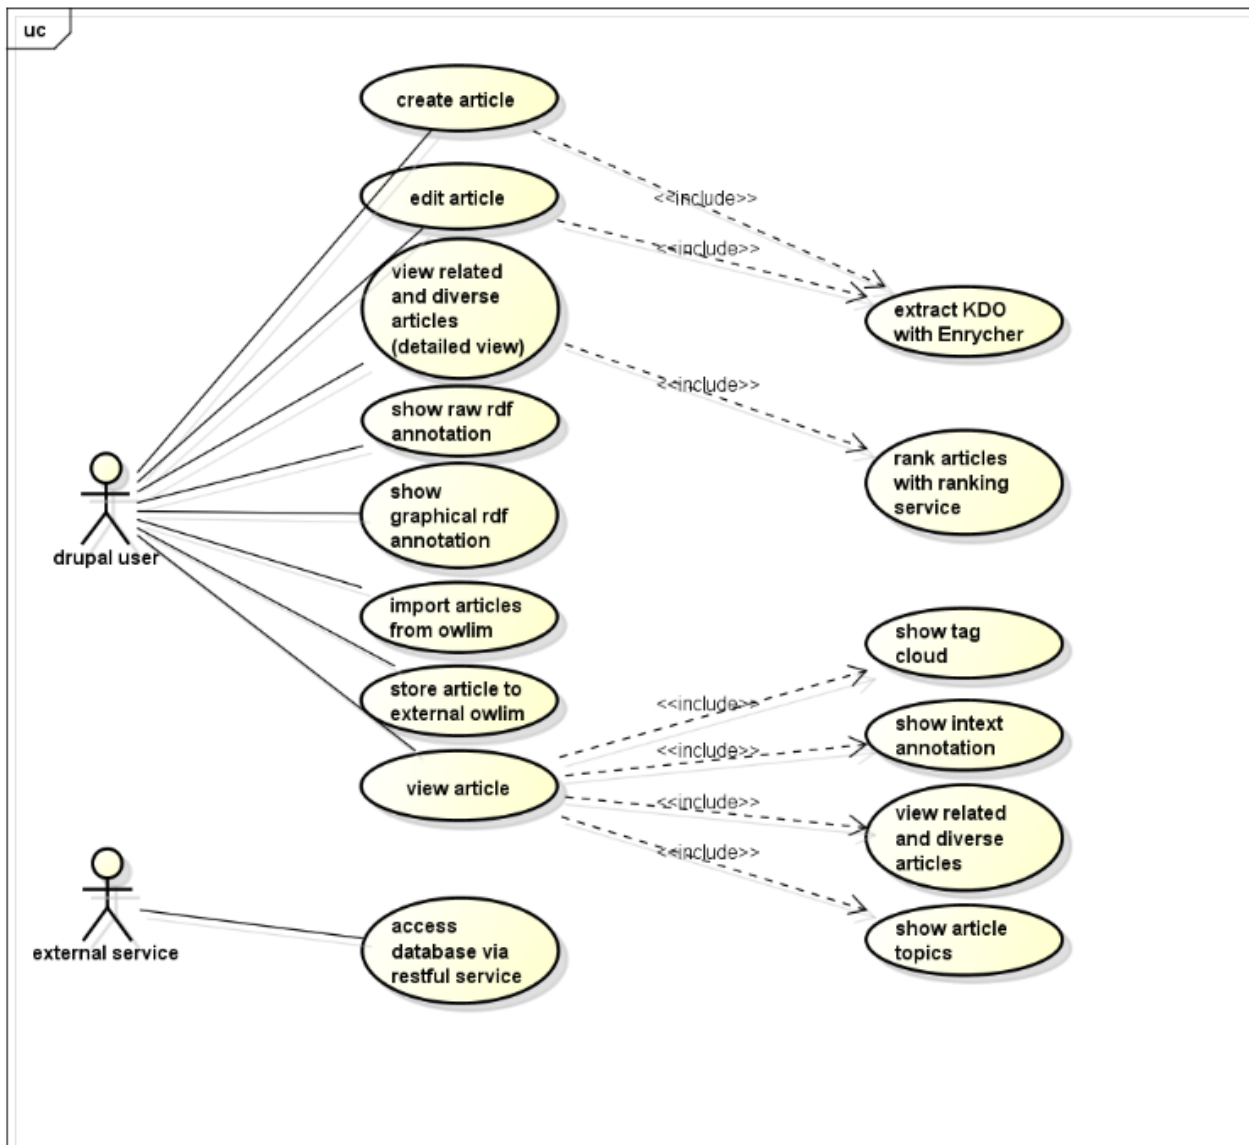 uc
create article
<<include>>
edit article
<<include>>
view related
and diverse
articles
(detailed view)
extract KDO
with Enrycher
<<include>>
show raw rdf
annotation
rank articles
with ranking
service
show
graphical rdf
annotation
drupal user
import articles
from owlim
show tag
cloud
store article to
external owlim
<<include>>
show intext
annotation
<<include>>
view article
<<include>>
view related
and diverse
articles
<<include>>
show article
topics
external service
access
database via
restful service